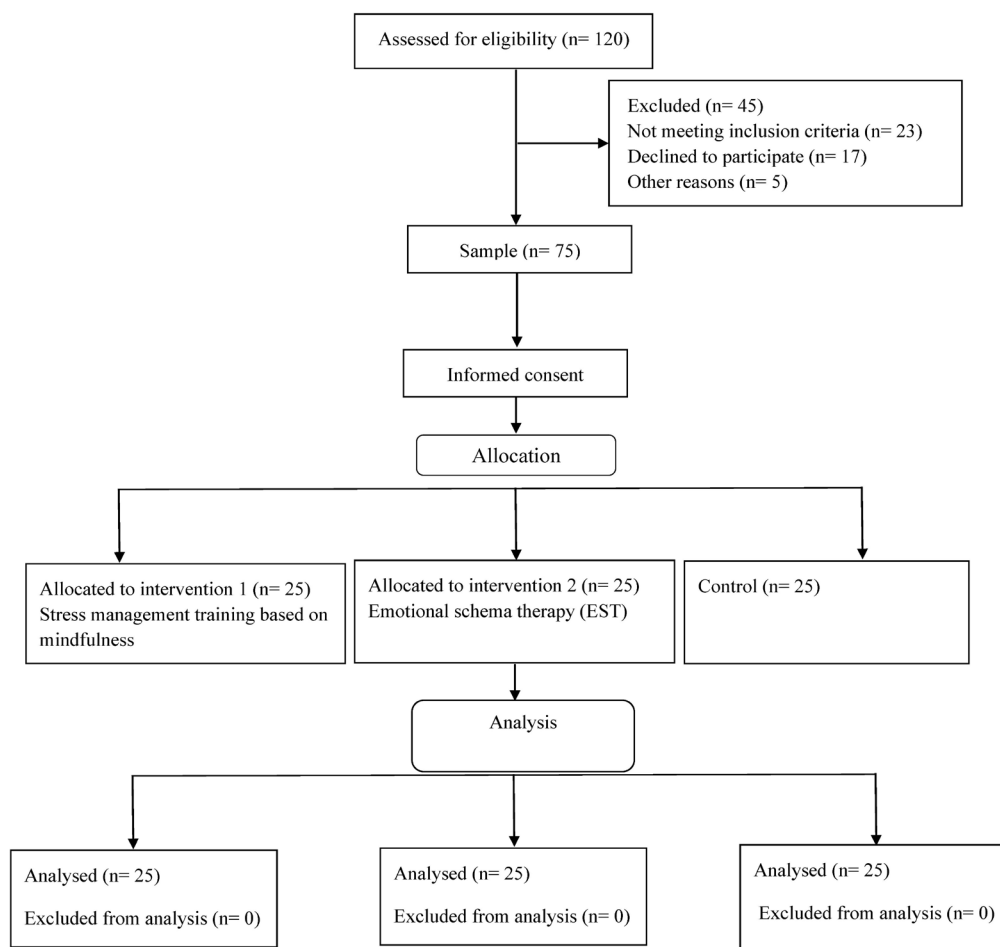 Assessed for eligibility (n= 120)
Excluded (n= 45)
Not meeting inclusion criteria (n= 23)
Declined to participate (n= 17)
Other reasons (n= 5)
Sample (n= 75)
Informed consent
Allocation
Allocated to intervention 1 (n= 25)
Stress management training based on
mindfulness
Allocated to intervention 2 (n= 25)
Emotional schema therapy (EST)
Control (n= 25)
Analysis
Analysed (n= 25)
Excluded from analysis (n= 0)
Analysed (n= 25)
Excluded from analysis (n= 0)
Analysed (n= 25)
Excluded from analysis (n= 0)